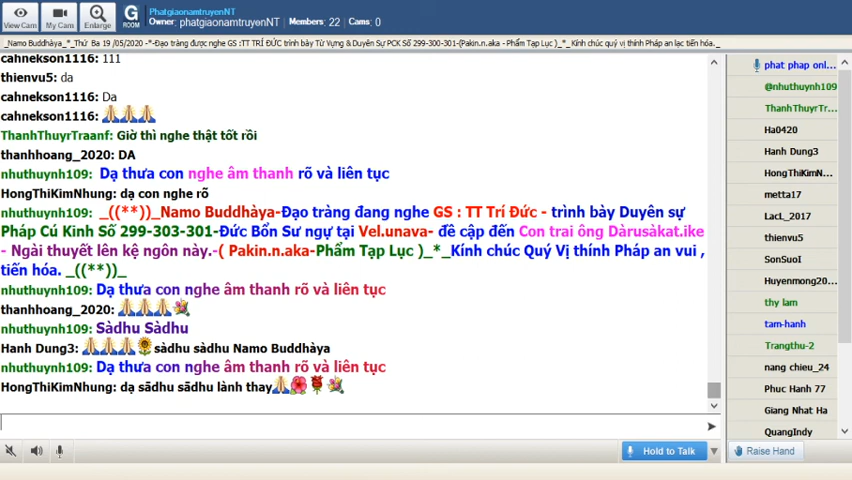 View Cam
My Cam
Enlarge
G
ROOM
PhatgiaonamtruyenNT
Owner: phatgiaonamtruyenNT
Members: 22
Cams: 0
_Namo Buddhàya_*_Thứ Ba 19 /05/2020 -*-Đạo tràng được nghe GS :TT TRÍ ĐỨC trình bày Từ Vựng & Duyên Sự PCK Số 299-300-301-(Pakin.n.aka - Phẩm Tạp Lục )_*_Kính chúc quý vị thính Pháp an lạc tiến hóa._
cahnekson1116: 111
thienvu5: da
cahnekson1116: Da
cahnekson1116: 🙏🙏🙏
ThanhThuyrTraanf: Giờ thì nghe thật tốt rồi
thanhhoang_2020: DA
nhuthuynh109: Dạ thưa con nghe âm thanh rõ và liên tục
HongThiKimNhung: dạ con nghe rõ
nhuthuynh109: _((**))_Namo Buddhàya-Đạo tràng đang nghe GS : TT Trí Đức - trình bày Duyên sự
Pháp Cú Kinh Số 299-303-301-Đức Bổn Sư ngự tại Vel.unava- đề cập đến Con trai ông Dàrusàkat.ike
- Ngài thuyết lên kệ ngôn này.-( Pakin.n.aka-Phẩm Tạp Lục )_*_Kính chúc Quý Vị thính Pháp an vui ,
tiến hóa. _((**))_
nhuthuynh109: Dạ thưa con nghe âm thanh rõ và liên tục
thanhhoang_2020: 🙏🙏🙏💐
nhuthuynh109: Sàdhu Sàdhu
Hanh Dung3: 🙏🙏🙏🌻sàdhu sàdhu Namo Buddhàya
nhuthuynh109: Dạ thưa con nghe âm thanh rõ và liên tục
HongThiKimNhung: dạ sādhu sādhu lành thay🙏🌺🌹💐
Hold to Talk
Raise Hand
phat phap onl...
@nhuthuynh109
ThanhThuyrTr...
Ha0420
Hanh Dung3
HongThiKimN...
metta17
LacL_2017
thienvu5
SonSuoI
Huyenmong20...
thy lam
tam-hanh
Trangthu-2
nang chieu_24
Phuc Hanh 77
Giang Nhat Ha
QuangIndy